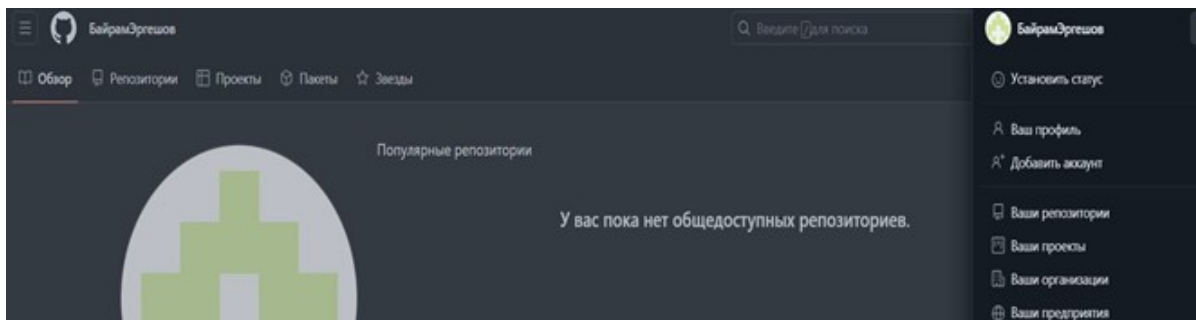 БайрамЭргешов
Введите / для поиска
Обзор Репозитории Проекты Пакеты Звезды
Популярные репозитории
У вас пока нет общедоступных репозиториев.
БайрамЭргешов
Установить статус
Ваш профиль
Добавить аккаунт
Ваши репозитории
Ваши проекты
Ваши организации
Ваши предприятия